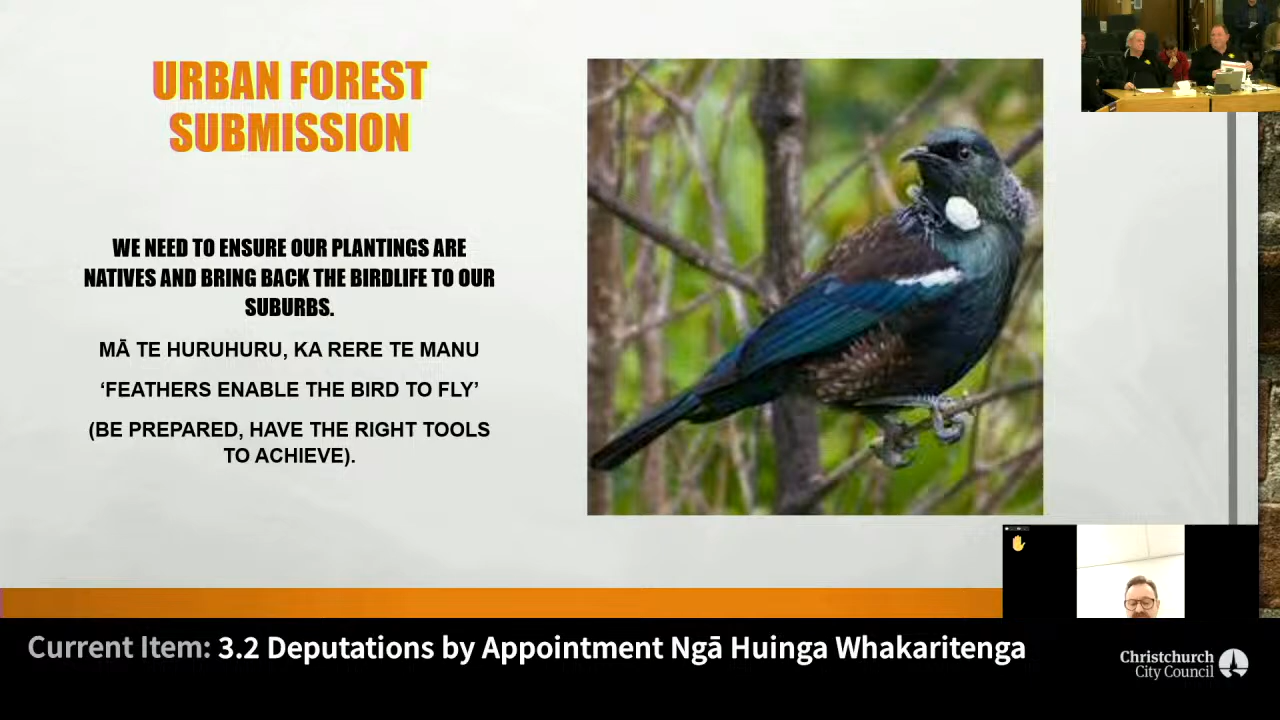 URBAN FOREST
SUBMISSION
WE NEED TO ENSURE OUR PLANTINGS ARE
NATIVES AND BRING BACK THE BIRDLIFE TO OUR
SUBURBS.
MĀ TE HURUHURU, KA RERE TE MANU
‘FEATHERS ENABLE THE BIRD TO FLY’
(BE PREPARED, HAVE THE RIGHT TOOLS
TO ACHIEVE).
Current Item: 3.2 Deputations by Appointment Ngā Huinga Whakaritenga
Christchurch
City Council